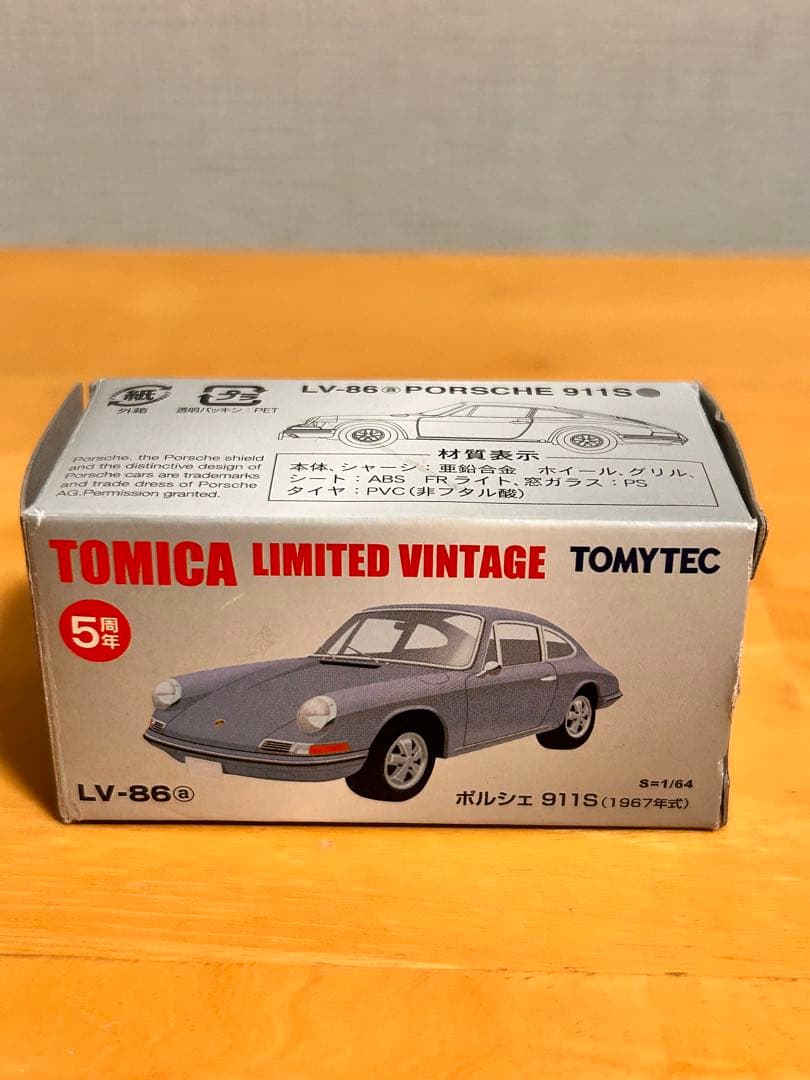 紙
外箱
プラ
透明パッキン：PET
LV-86ⓐPORSCHE 911S●
Porsche, the Porsche shield
and the distinctive design of
Porsche cars are trademarks
and trade dress of Porsche
AG.Permission granted.
材質表示
本体、シャーシ：亜鉛合金　ホイール、グリル、
シート：ABS　FRライト、窓ガラス：PS
タイヤ：PVC(非フタル酸)
TOMICA LIMITED VINTAGE TOMYTEC
5周年
LV-86ⓐ
S=1/64
ポルシェ 911S(1967年式)